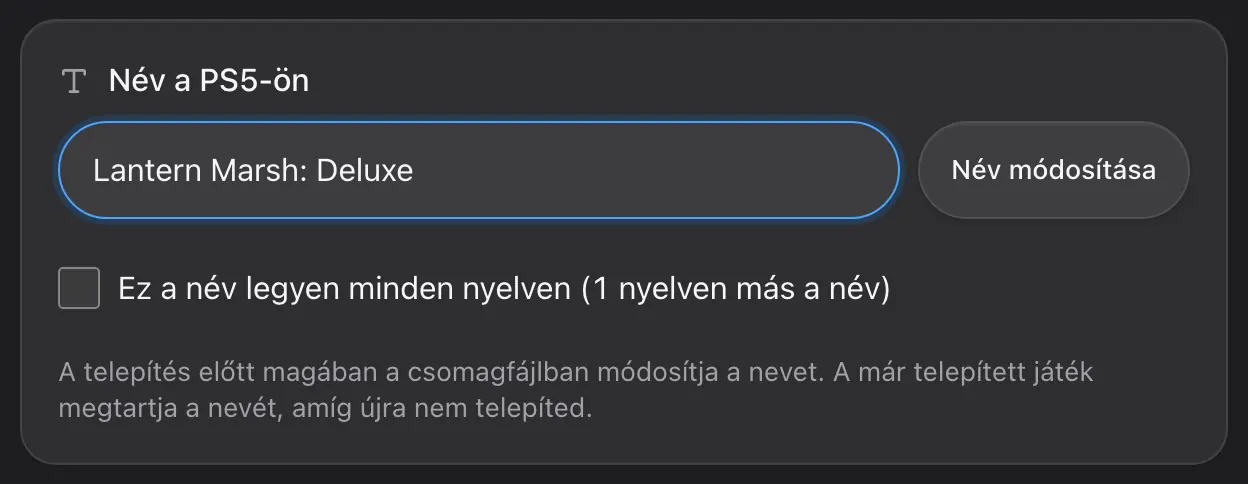 Név a PS5-ön
Lantern Marsh: Deluxe
Név módosítása
Ez a név legyen minden nyelven (1 nyelven más a név)
A telepítés előtt magában a csomagfájlban módosítja a nevet. A már telepített játék
megtartja a nevét, amíg újra nem telepíted.